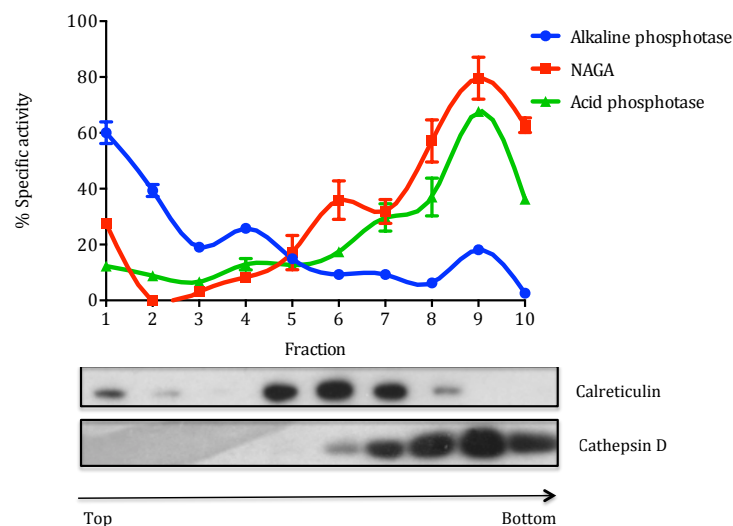 100
80
60
40
20
0
% Specific activity
1 2 3 4 5 6 7 8 9 10
Fraction
Alkaline phosphotase
NAGA
Acid phosphotase
Calreticulin
Cathepsin D
Top Bottom